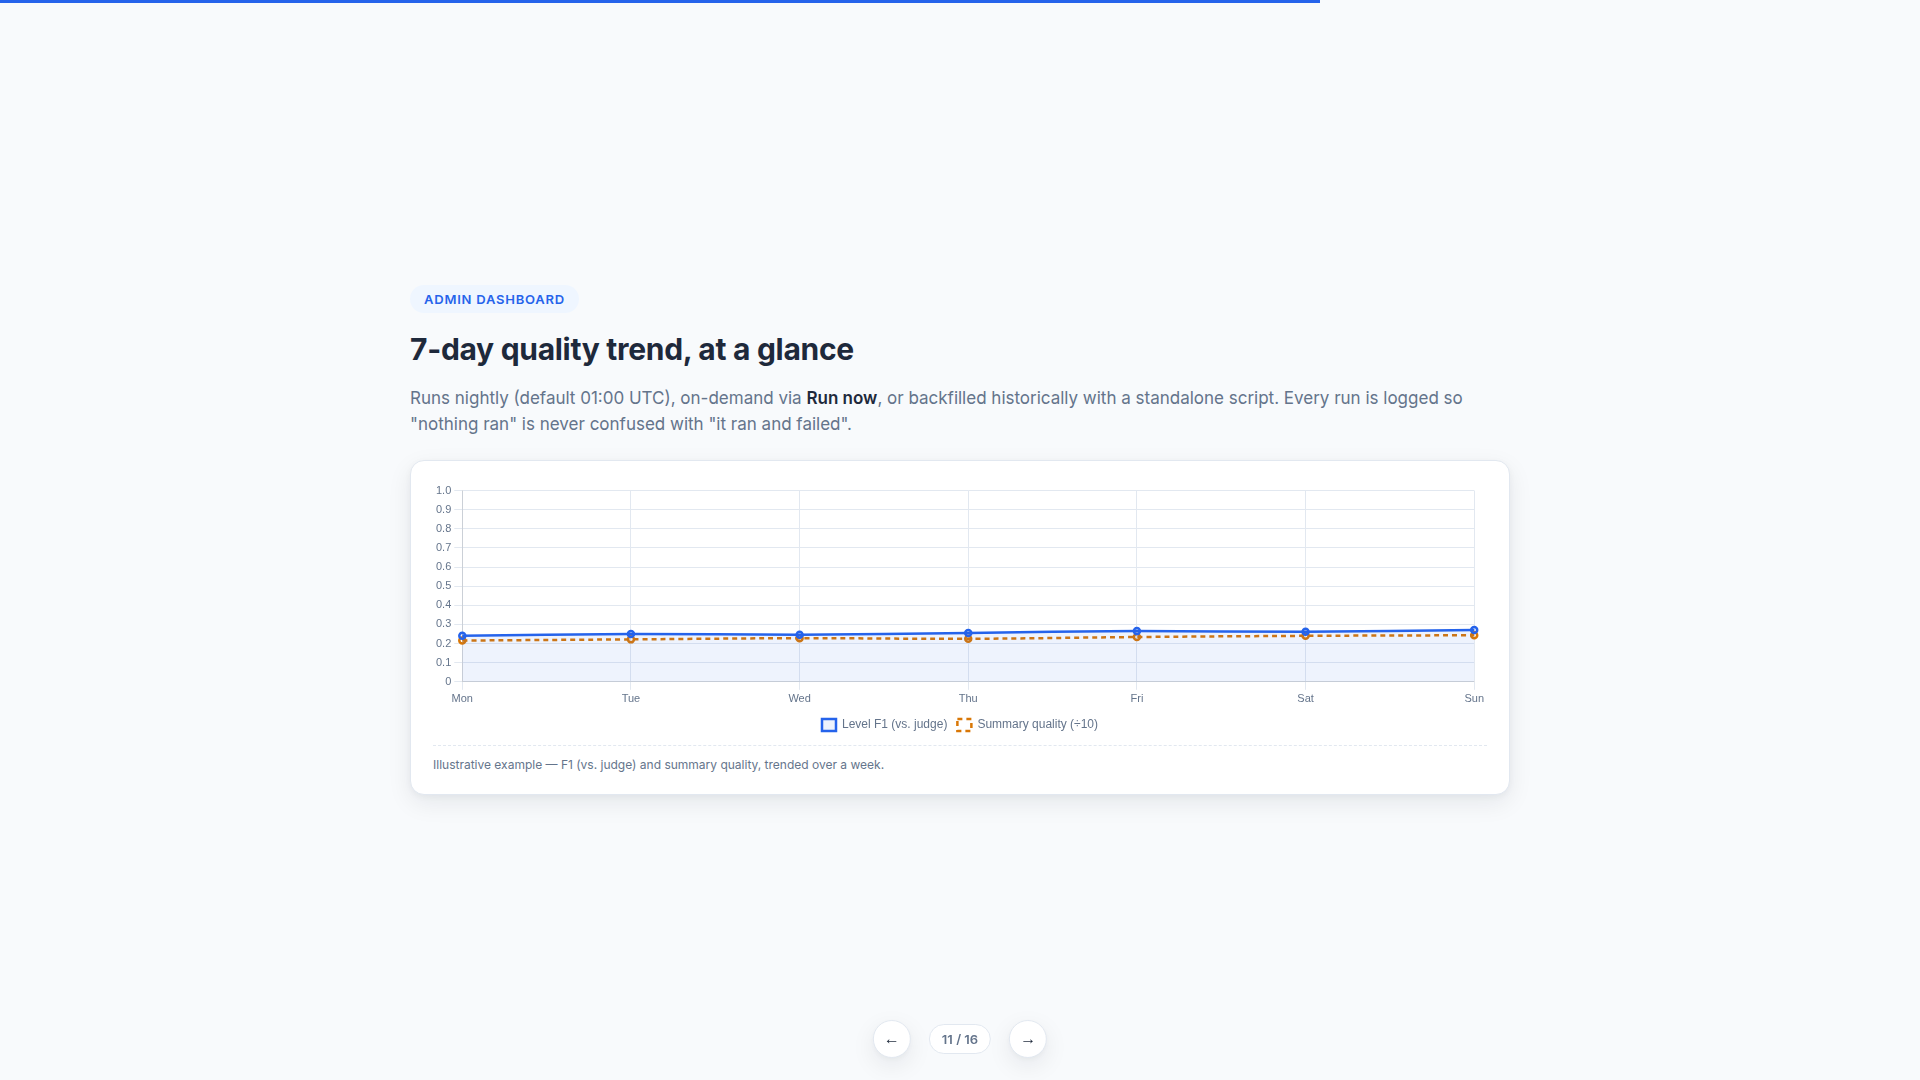 ADMIN DASHBOARD
7-day quality trend, at a glance
Runs nightly (default 01:00 UTC), on-demand via Run now, or backfilled historically with a standalone script. Every run is logged so
"nothing ran" is never confused with "it ran and failed".
1.0
0.9
0.8
0.7
0.6
0.5
0.4
0.3
0.2
0.1
0
Mon Tue Wed Thu Fri Sat Sun
Level F1 (vs. judge) Summary quality (÷10)
Illustrative example — F1 (vs. judge) and summary quality, trended over a week.
← 11 / 16 →